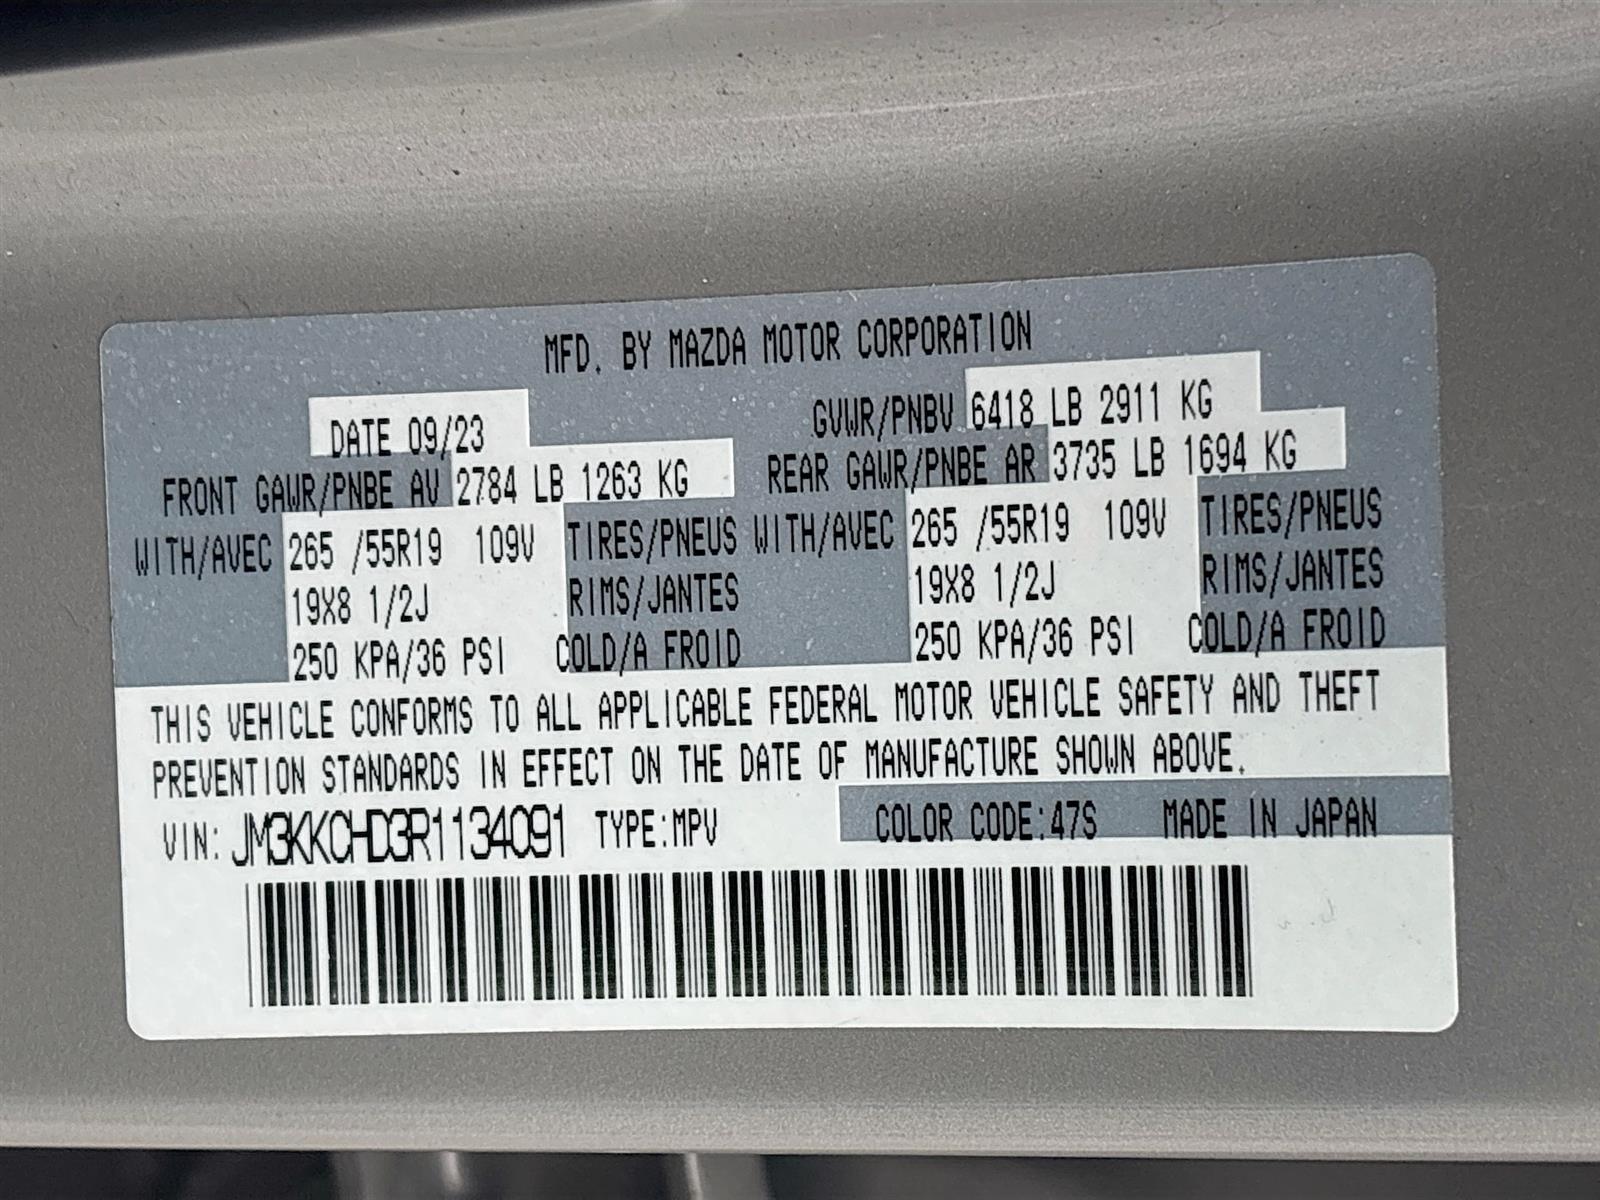 MFD. BY MAZDA MOTOR CORPORATION
DATE 09/23 GVWR/PNBV 6418 LB 2911 KG
FRONT GAWR/PNBE AV 2784 LB 1263 KG REAR GAWR/PNBE AR 3735 LB 1694 KG
WITH/AVEC 265 /55R19 109V TIRES/PNEUS WITH/AVEC 265 /55R19 109V TIRES/PNEUS
19X8 1/2J RIMS/JANTES 19X8 1/2J RIMS/JANTES
250 KPA/36 PSI COLD/A FROID 250 KPA/36 PSI COLD/A FROID
THIS VEHICLE CONFORMS TO ALL APPLICABLE FEDERAL MOTOR VEHICLE SAFETY AND THEFT
PREVENTION STANDARDS IN EFFECT ON THE DATE OF MANUFACTURE SHOWN ABOVE.
VIN: JM3KKCHD3R1134091 TYPE:MPV COLOR CODE:47S MADE IN JAPAN